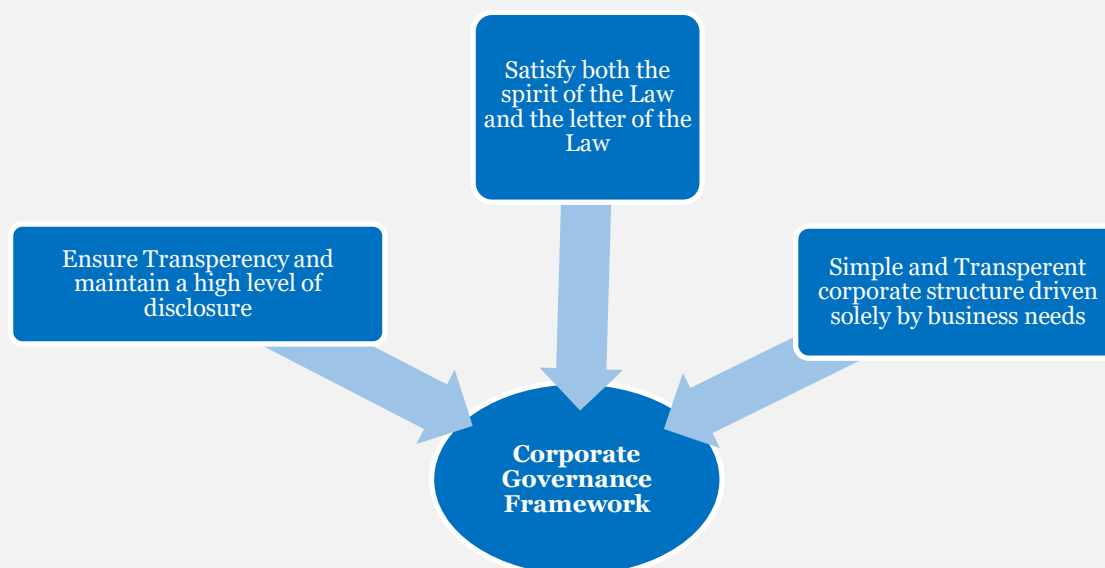 Satisfy both the
spirit of the Law
and the letter of the
Law
Ensure Transperency and
maintain a high level of
disclosure
Simple and Transperent
corporate structure driven
solely by business needs
Corporate
Governance
Framework